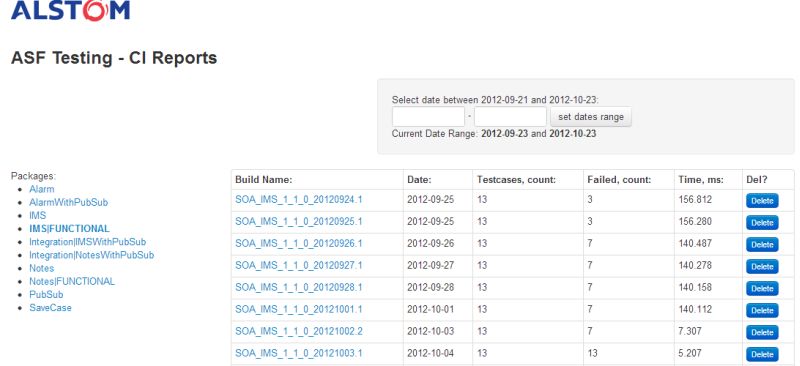 ALSTOM
ASF Testing - CI Reports
Select date between 2012-09-21 and 2012-10-23:
- set dates range
Current Date Range: 2012-09-23 and 2012-10-23
Packages:
Alarm
AlarmWithPubSub
IMS
IMS|FUNCTIONAL
Integration|IMSWithPubSub
Integration|NotesWithPubSub
Notes
Notes|FUNCTIONAL
PubSub
SaveCase
Build Name: Date: Testcases, count: Failed, count: Time, ms: Del?
SOA_IMS_1_1_0_20120924.1 2012-09-25 13 3 156.812 Delete
SOA_IMS_1_1_0_20120925.1 2012-09-25 13 3 156.280 Delete
SOA_IMS_1_1_0_20120926.1 2012-09-26 13 7 140.487 Delete
SOA_IMS_1_1_0_20120927.1 2012-09-27 13 7 140.278 Delete
SOA_IMS_1_1_0_20120928.1 2012-09-28 13 7 140.158 Delete
SOA_IMS_1_1_0_20121001.1 2012-10-01 13 7 140.112 Delete
SOA_IMS_1_1_0_20121002.2 2012-10-03 13 7 7.307 Delete
SOA_IMS_1_1_0_20121003.1 2012-10-04 13 13 5.207 Delete